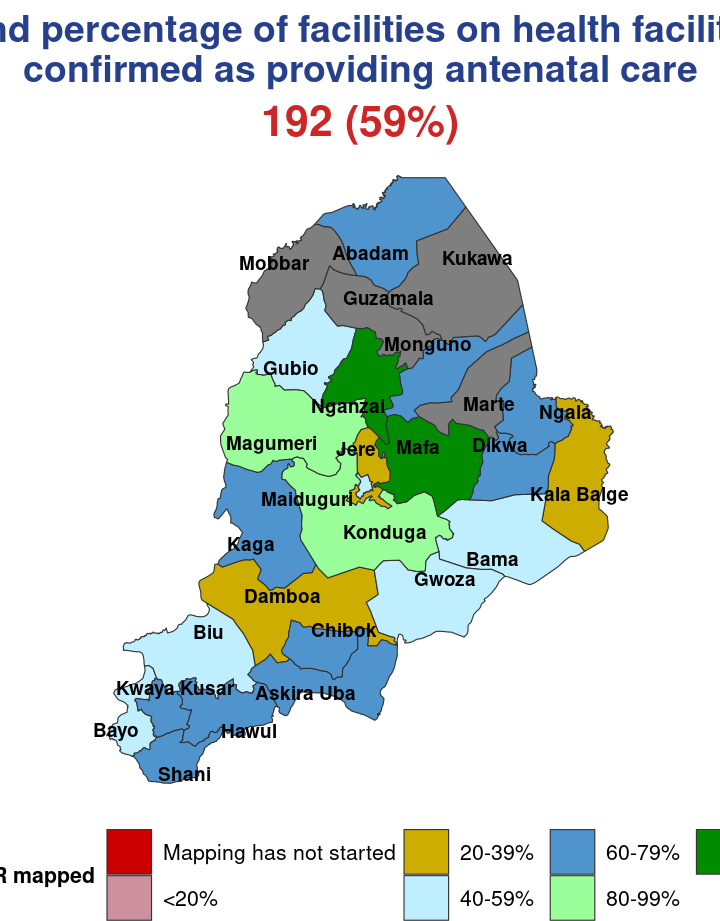 percentage of facilities on health
confirmed as providing antenatal care
192 (59%)
Abadam
Mobbar
Kukawa
Guzamala
Monguno
Gubio
Nganzai
Marte
Ngala
Magumeri
Jere
Mafa
Dikwa
Maiduguri
Kala Balge
Konduga
Kaga
Bama
Gwoza
Damboa
Biu
Chibok
Kwaya Kusar
Askira Uba
Bayo
Hawul
Shani
Mapping has not started
20-39%
60-79%
mapped
<20%
40-59%
80-99%